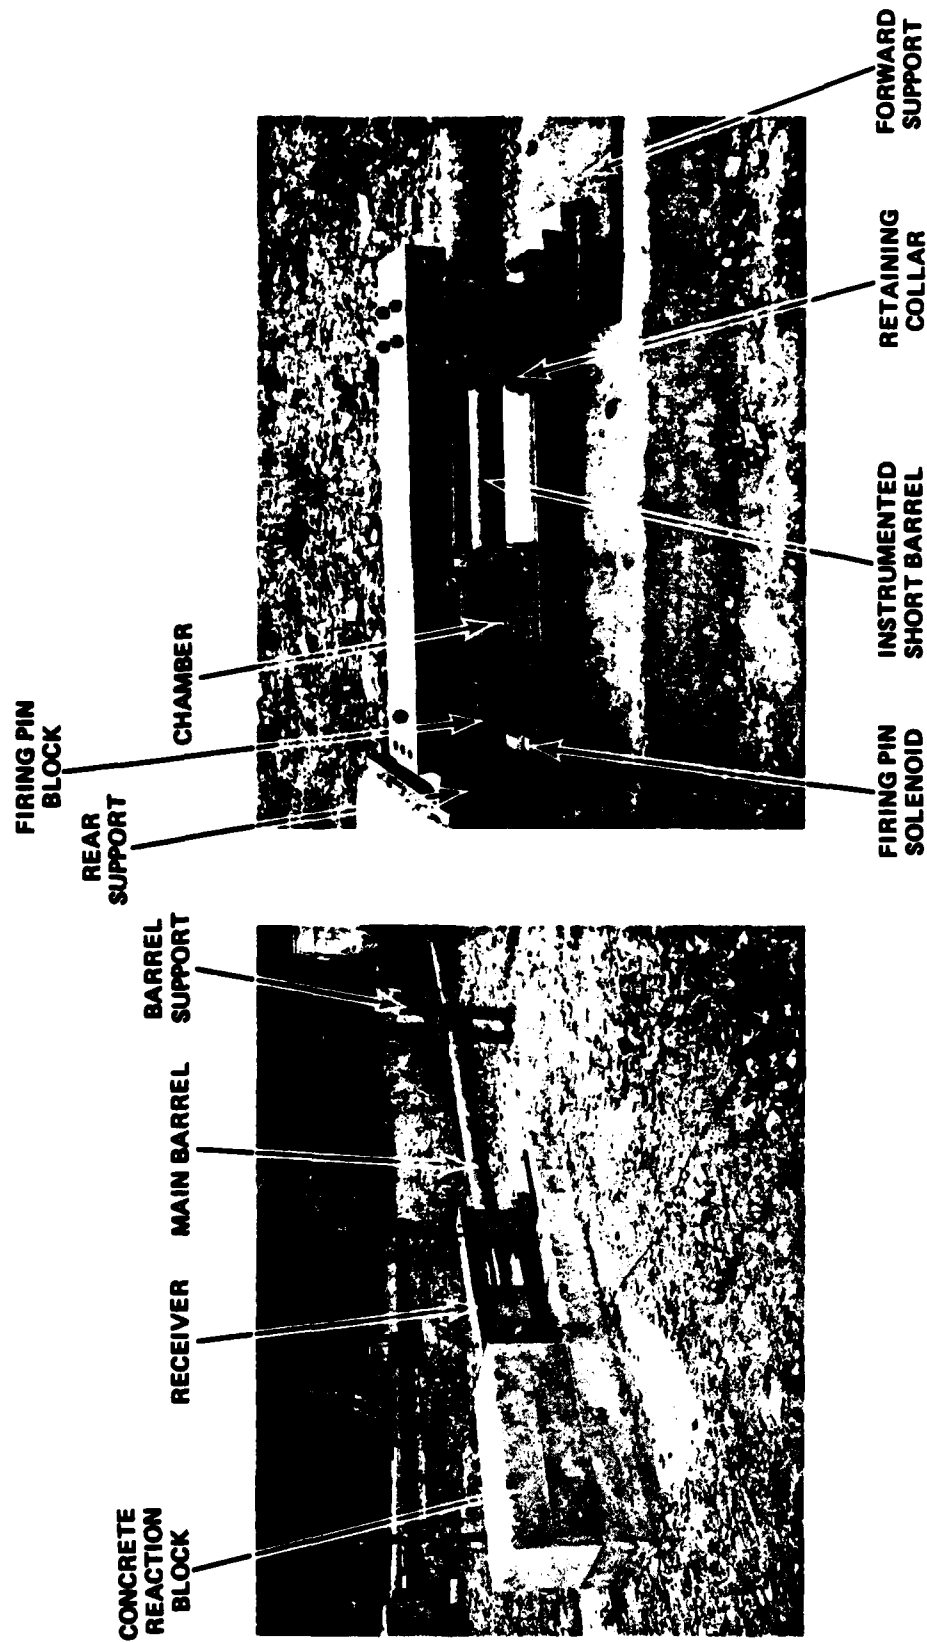 CONCRETE
REACTION
BLOCK
RECEIVER
MAIN BARREL
BARREL
SUPPORT
REAR
SUPPORT
FIRING PIN
BLOCK
CHAMBER
FIRING PIN
SOLENOID
INSTRUMENTED
SHORT BARREL
RETAINING
COLLAR
FORWARD
SUPPORT